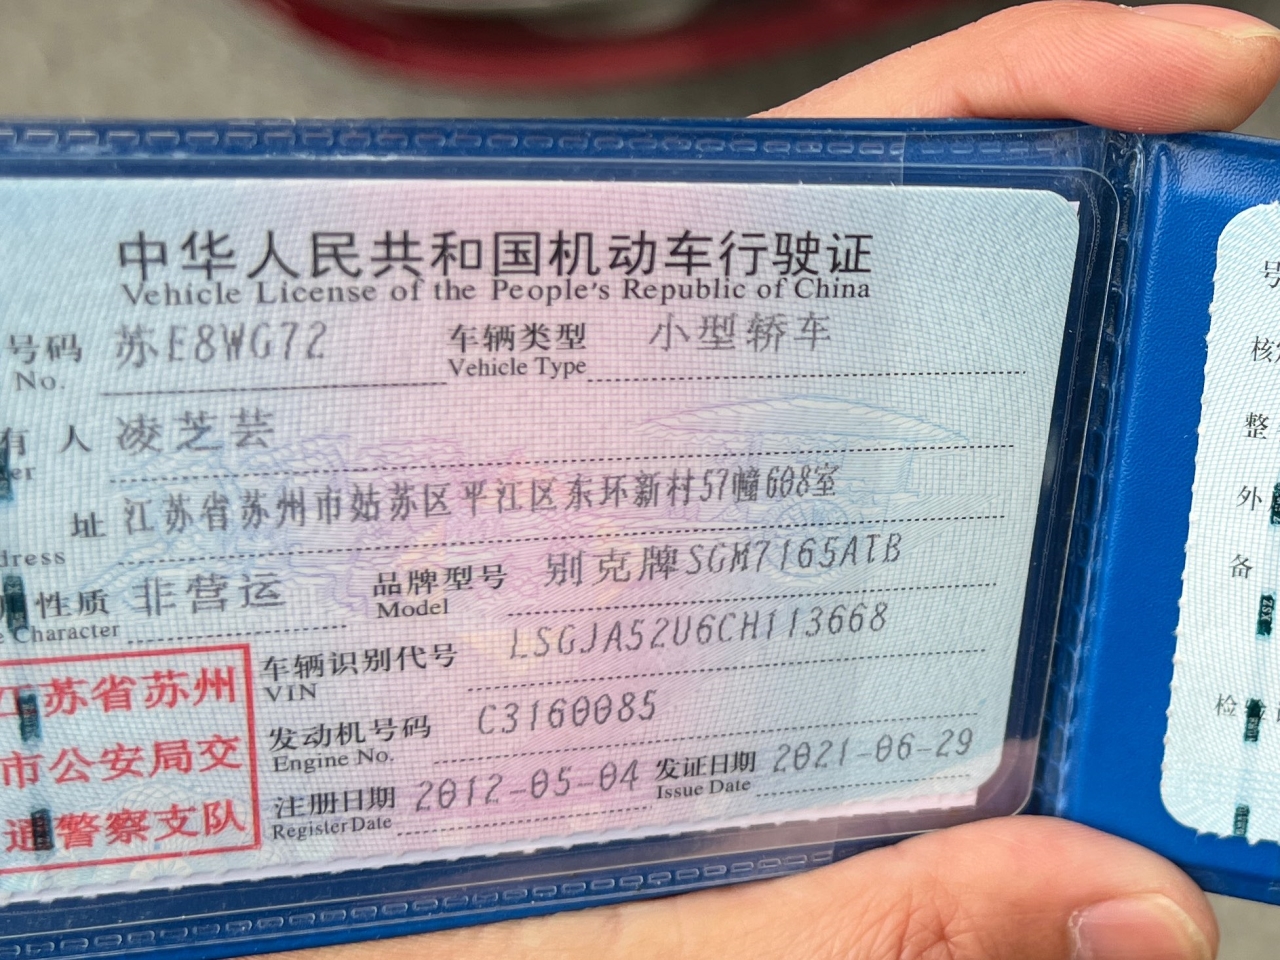 中华人民共和国机动车行驶证
Vehicle License of the People's Republic of China
号码 苏E8WG72 车辆类型 小型轿车
No. Vehicle Type
有 人 凌芝芸
er
址 江苏省苏州市姑苏区平江区东环新村57幢608室
dress
性质 非营运 品牌型号 别克牌SGM7165ATB
e Character Model
车辆识别代号 LSGJA52U6CH113668
VIN
发动机号码 C3160085
Engine No.
注册日期 2012-05-04 发证日期 2021-06-29
Register Date Issue Date
江苏省苏州
市公安局交
通警察支队
号
核
整
外
备
检